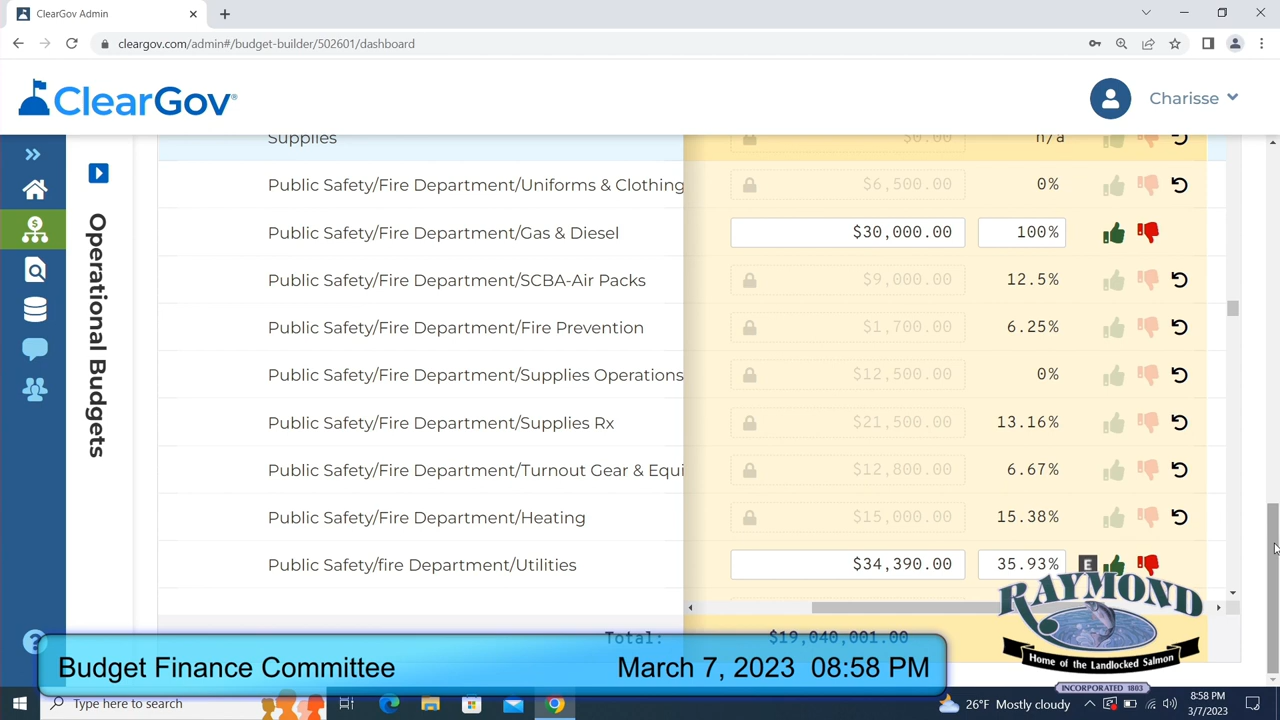 ClearGov Admin
cleargov.com/admin#/budget-builder/502601/dashboard
ClearGov®
Charisse
Operational Budgets
Supplies $0.00 n/a
Public Safety/Fire Department/Uniforms & Clothing $6,500.00 0%
Public Safety/Fire Department/Gas & Diesel $30,000.00 100%
Public Safety/Fire Department/SCBA-Air Packs $9,000.00 12.5%
Public Safety/Fire Department/Fire Prevention $1,700.00 6.25%
Public Safety/Fire Department/Supplies Operations $12,500.00 0%
Public Safety/Fire Department/Supplies Rx $21,500.00 13.16%
Public Safety/Fire Department/Turnout Gear & Equi $12,800.00 6.67%
Public Safety/Fire Department/Heating $15,000.00 15.38%
Public Safety/fire Department/Utilities $34,390.00 35.93% E
Total: $19,040,001.00
RAYMOND
Home of the Landlocked Salmon
INCORPORATED 1803
Budget Finance Committee March 7, 2023 08:58 PM
Type here to search
26°F Mostly cloudy
8:58 PM
3/7/2023